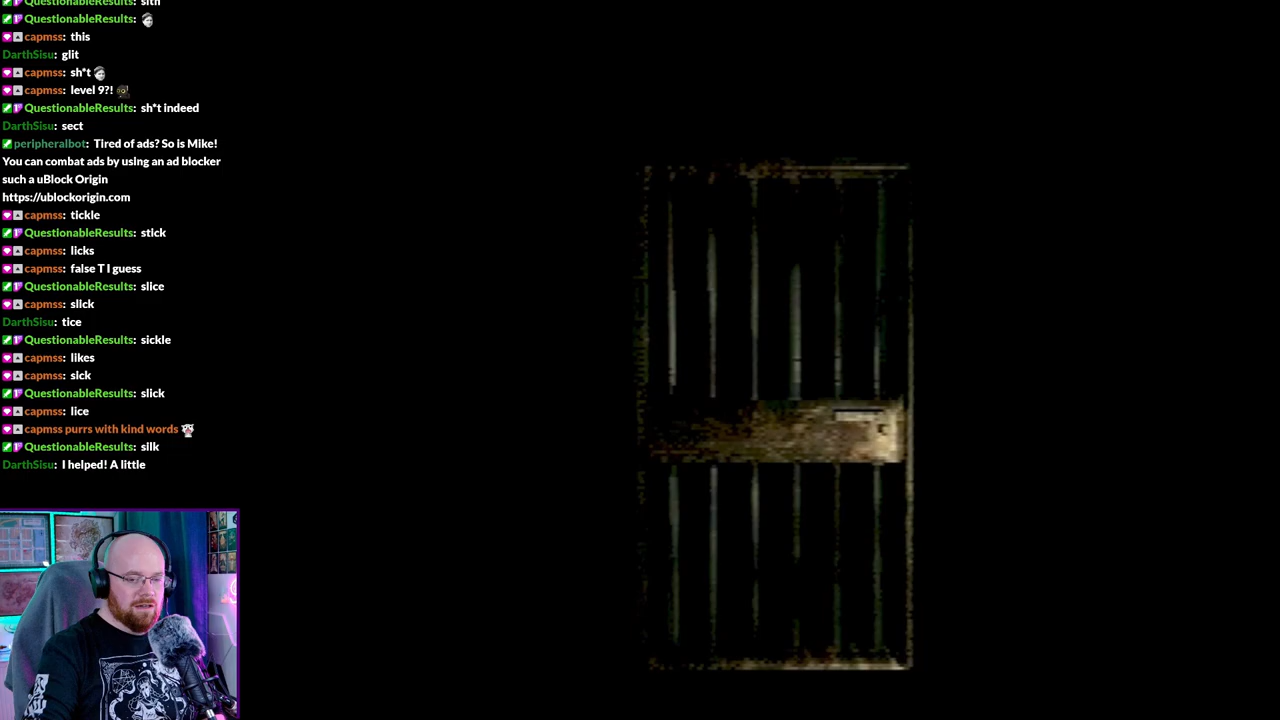 QuestionableResults: sith
QuestionableResults:
capmss: this
DarthSisu: glit
capmss: sh*t
capmss: level 9?!
QuestionableResults: sh*t indeed
DarthSisu: sect
peripheralbot: Tired of ads? So is Mike!
You can combat ads by using an ad blocker
such a uBlock Origin
https://ublockorigin.com
capmss: tickle
QuestionableResults: stick
capmss: licks
capmss: false T I guess
QuestionableResults: slice
capmss: slick
DarthSisu: tice
QuestionableResults: sickle
capmss: likes
capmss: sick
QuestionableResults: slick
capmss: lice
capmss purrs with kind words
QuestionableResults: silk
DarthSisu: I helped! A little